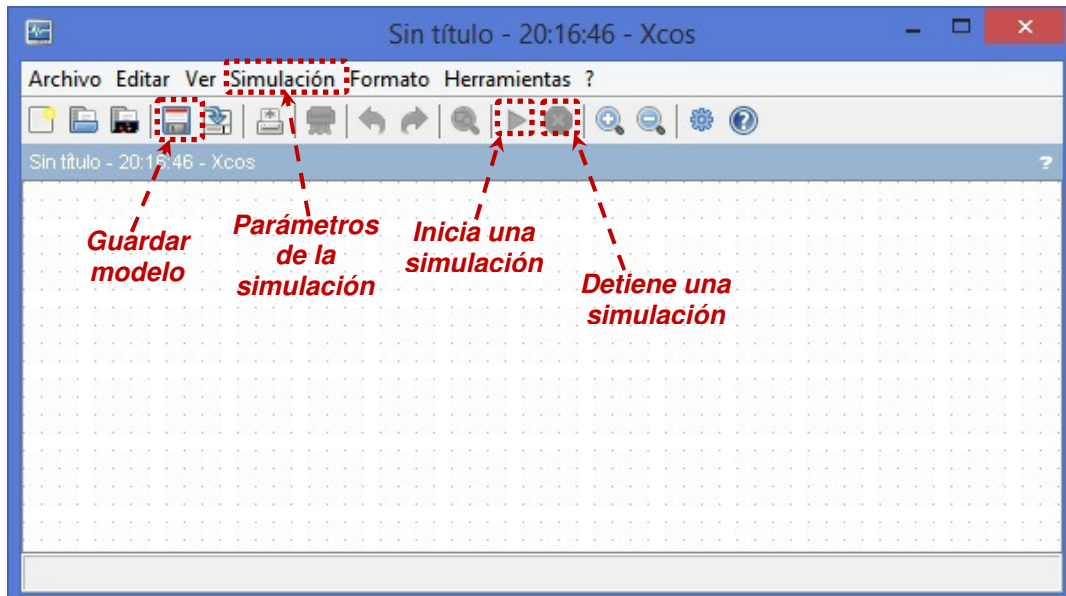 Sin título - 20:16:46 - Xcos
Archivo Editar Ver Simulación Formato Herramientas ?
Sin título - 20:16:46 - Xcos ?
Guardar
modelo
Parámetros
de la
simulación
Inicia una
simulación
Detiene una
simulación